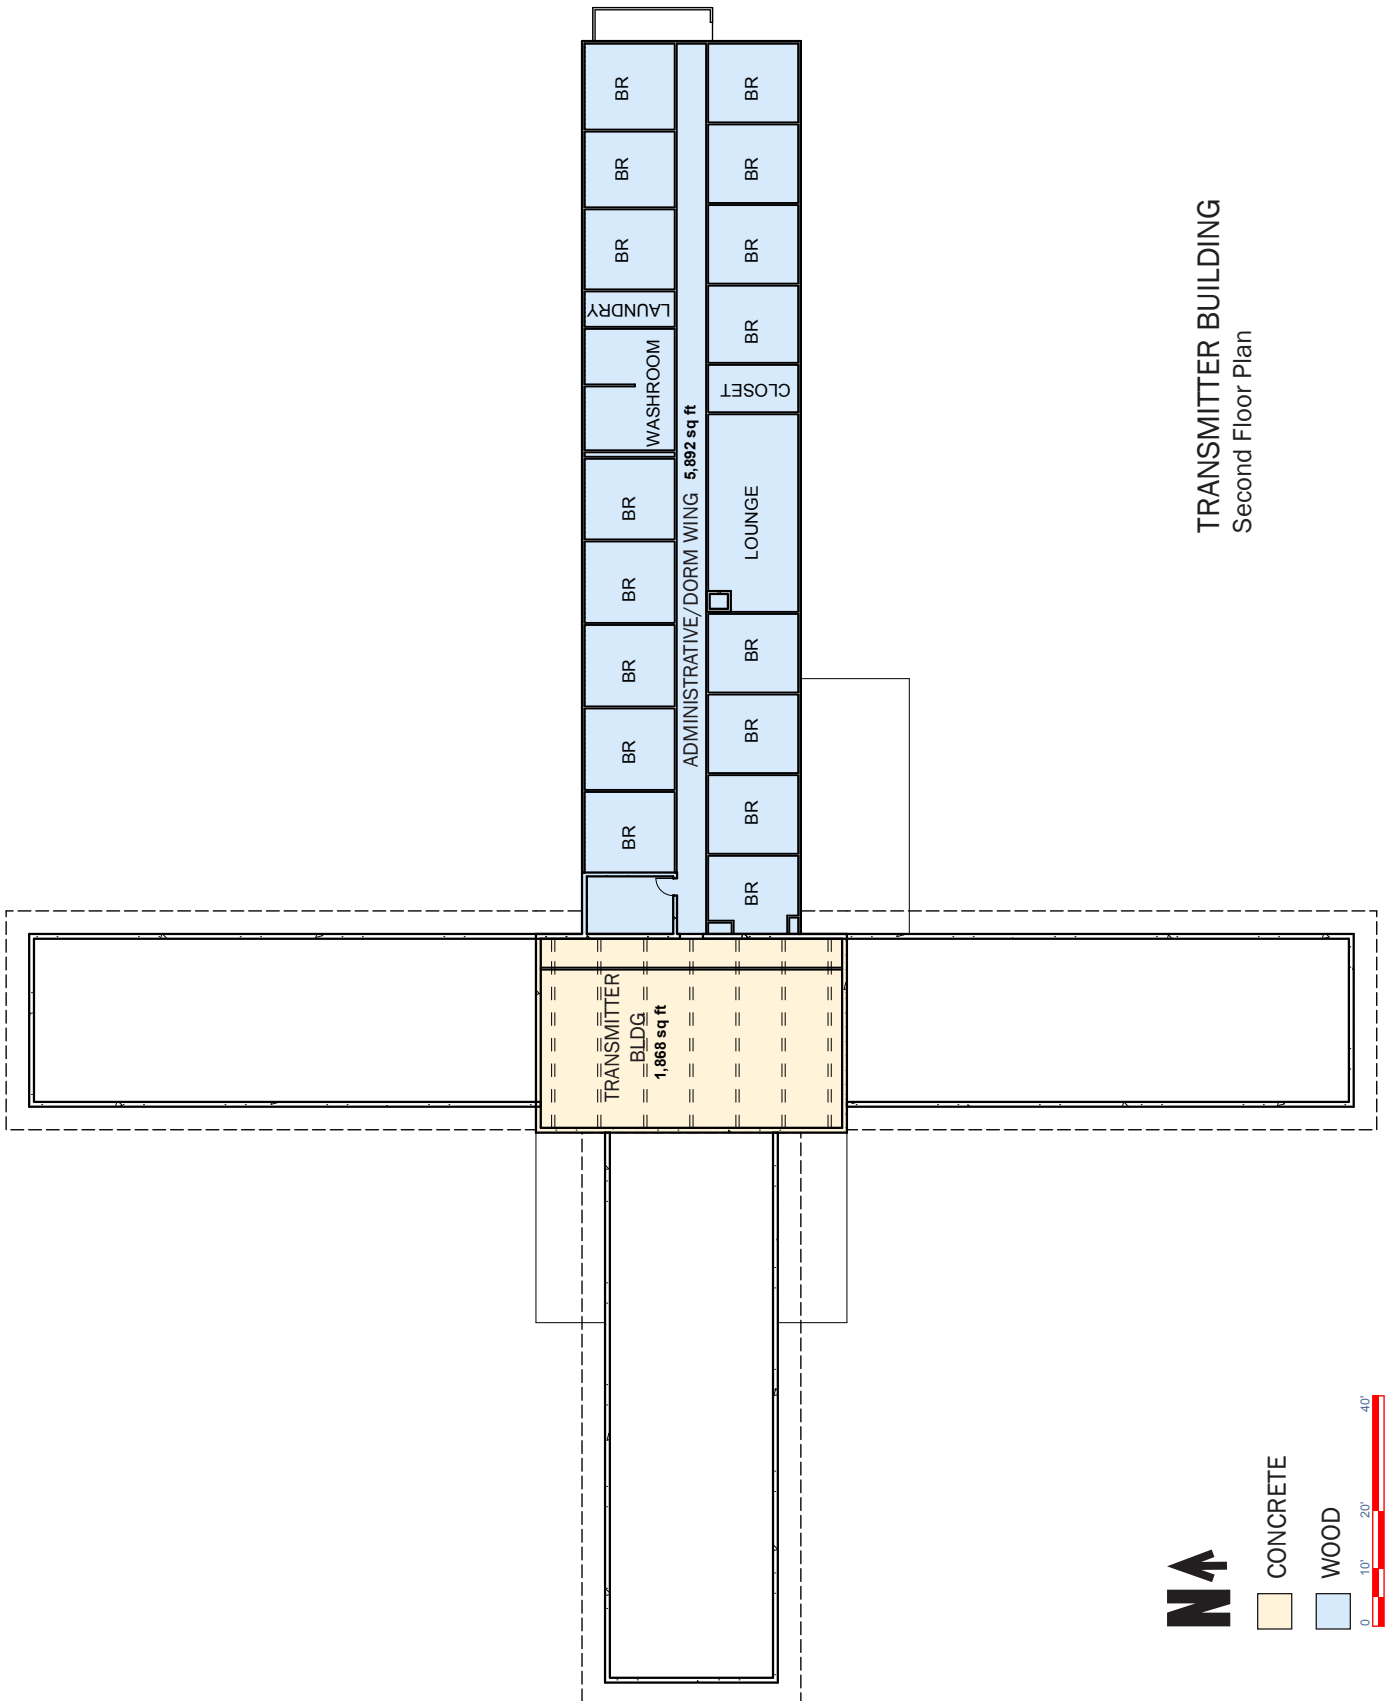 BR
BR
BR
LAUNDRY
WASHROOM
BR
BR
BR
BR
BR
ADMINISTRATIVE/DORM WING 5,892 sq ft
BR
BR
BR
BR
CLOSET
LOUNGE
BR
BR
BR
BR
TRANSMITTER
BLDG
1,868 sq ft
TRANSMITTER BUILDING
Second Floor Plan
N
CONCRETE
WOOD
0 10' 20' 40'